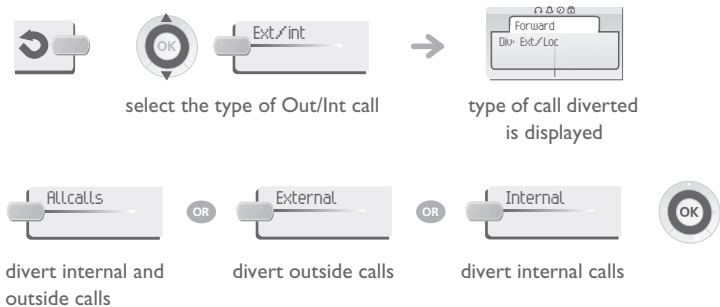 OK
Ext/int
Forward
Div: Ext/Loc
select the type of Out/Int call
type of call diverted
is displayed
Allcalls
OR
External
OR
Internal
OK
divert internal and
outside calls
divert outside calls
divert internal calls